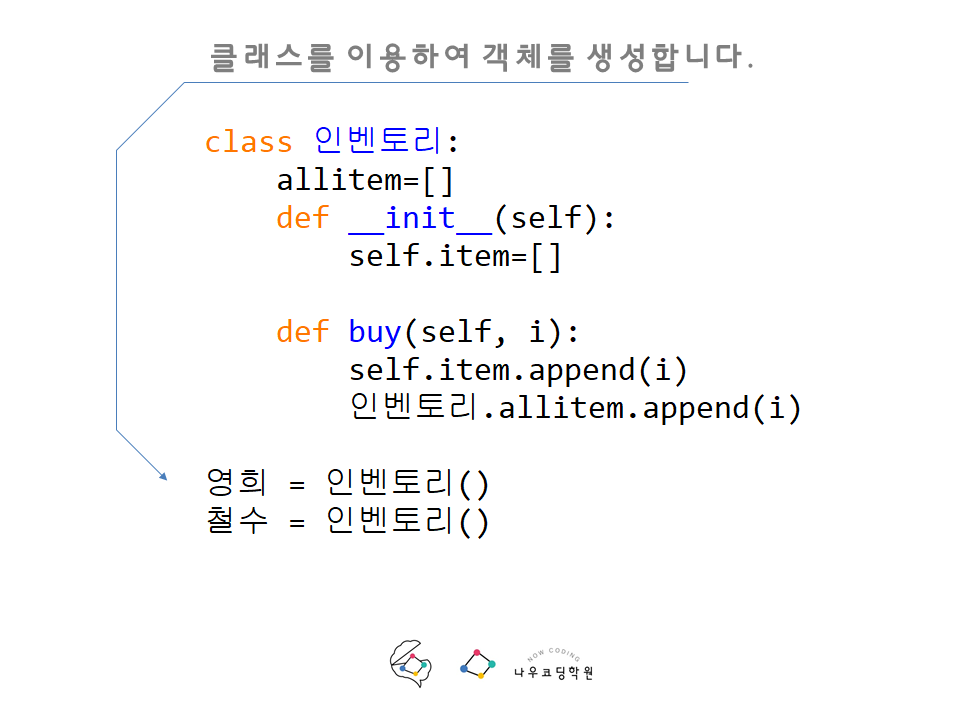 클래스를 이용하여 객체를 생성합니다.
class 인벤토리:
    allitem=[]
    def __init__(self):
        self.item=[]

    def buy(self, i):
        self.item.append(i)
        인벤토리.allitem.append(i)

영희 = 인벤토리()
철수 = 인벤토리()
NOW CODING
나우코딩학원